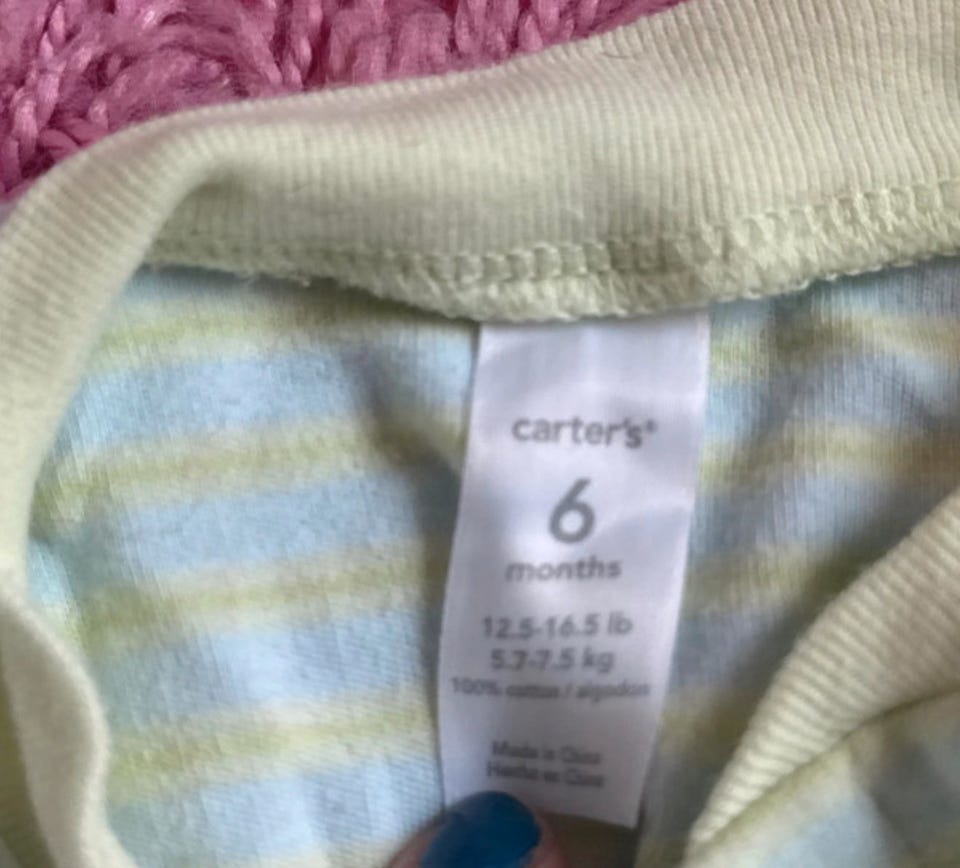 carter's®
6
months
12.5-16.5 lb
5.7-7.5 kg
100% cotton / algodon
Made in China
Hecho en China